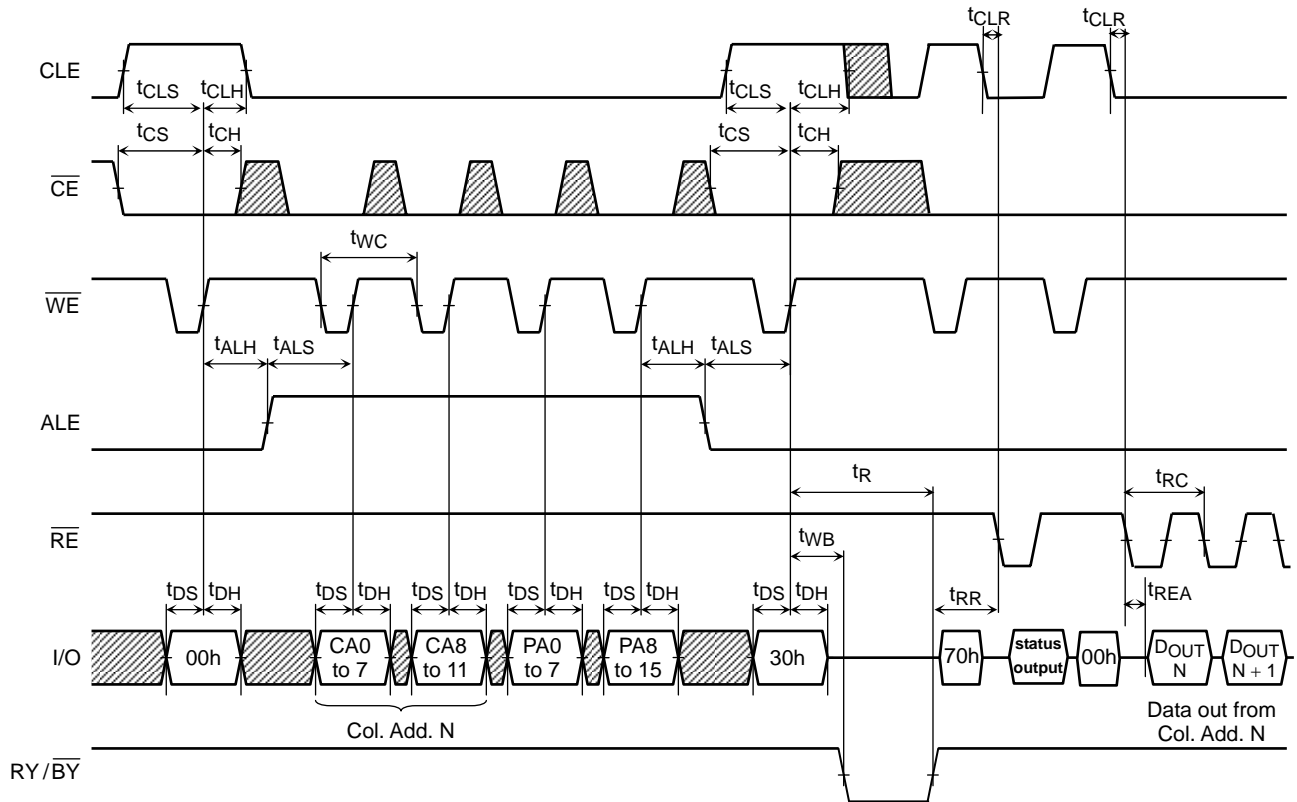 tCLR tCLR
CLE
tCLS tCLH tCLS tCLH
tCS tCH tCS tCH
CE
tWC
WE
tALH tALS tALH tALS
ALE
tR
tRC
RE
tWB
tDS tDH tDS tDH tDS tDH tDS tDH tDS tDH tDS tDH tRR tREA
I/O
00h
CA0 to 7
CA8 to 11
PA0 to 7
PA8 to 15
30h
70h
status output
00h
DOUT N
DOUT N + 1
Col. Add. N
Data out from
Col. Add. N
RY/BY